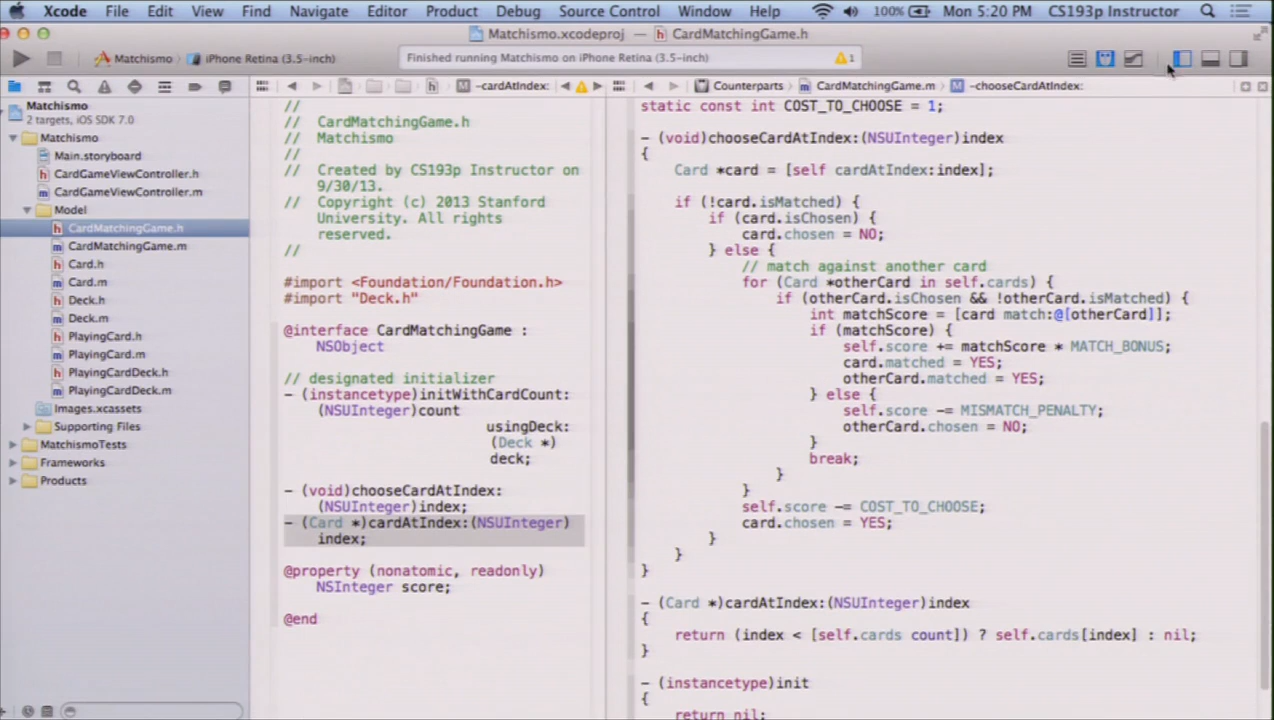 Xcode File Edit View Find Navigate Editor Product Debug Source Control Window Help 100% Mon 5:20 PM CS193p Instructor
Matchismo.xcodeproj — CardMatchingGame.h
Matchismo iPhone Retina (3.5-inch) Finished running Matchismo on iPhone Retina (3.5-inch) 1
-cardAtIndex: Counterparts CardMatchingGame.m -chooseCardAtIndex:
Matchismo
2 targets, iOS SDK 7.0
Matchismo
Main.storyboard
CardGameViewController.h
CardGameViewController.m
Model
CardMatchingGame.h
CardMatchingGame.m
Card.h
Card.m
Deck.h
Deck.m
PlayingCard.h
PlayingCard.m
PlayingCardDeck.h
PlayingCardDeck.m
Images.xcassets
Supporting Files
MatchismoTests
Frameworks
Products
//
// CardMatchingGame.h
// Matchismo
//
// Created by CS193p Instructor on
9/30/13.
// Copyright (c) 2013 Stanford
University. All rights
reserved.
//
#import <Foundation/Foundation.h>
#import "Deck.h"
@interface CardMatchingGame :
NSObject
// designated initializer
- (instancetype)initWithCardCount:
(NSUInteger)count
usingDeck:
(Deck *)
deck;
- (void)chooseCardAtIndex:
(NSUInteger)index;
- (Card *)cardAtIndex:(NSUInteger)
index;
@property (nonatomic, readonly)
NSInteger score;
@end
static const int COST_TO_CHOOSE = 1;
- (void)chooseCardAtIndex:(NSUInteger)index
{
Card *card = [self cardAtIndex:index];
if (!card.isMatched) {
if (card.isChosen) {
card.chosen = NO;
} else {
// match against another card
for (Card *otherCard in self.cards) {
if (otherCard.isChosen && !otherCard.isMatched) {
int matchScore = [card match:@[otherCard]];
if (matchScore) {
self.score += matchScore * MATCH_BONUS;
card.matched = YES;
otherCard.matched = YES;
} else {
self.score -= MISMATCH_PENALTY;
otherCard.chosen = NO;
}
break;
}
}
self.score -= COST_TO_CHOOSE;
card.chosen = YES;
}
}
}
- (Card *)cardAtIndex:(NSUInteger)index
{
return (index < [self.cards count]) ? self.cards[index] : nil;
}
- (instancetype)init
{
return nil;